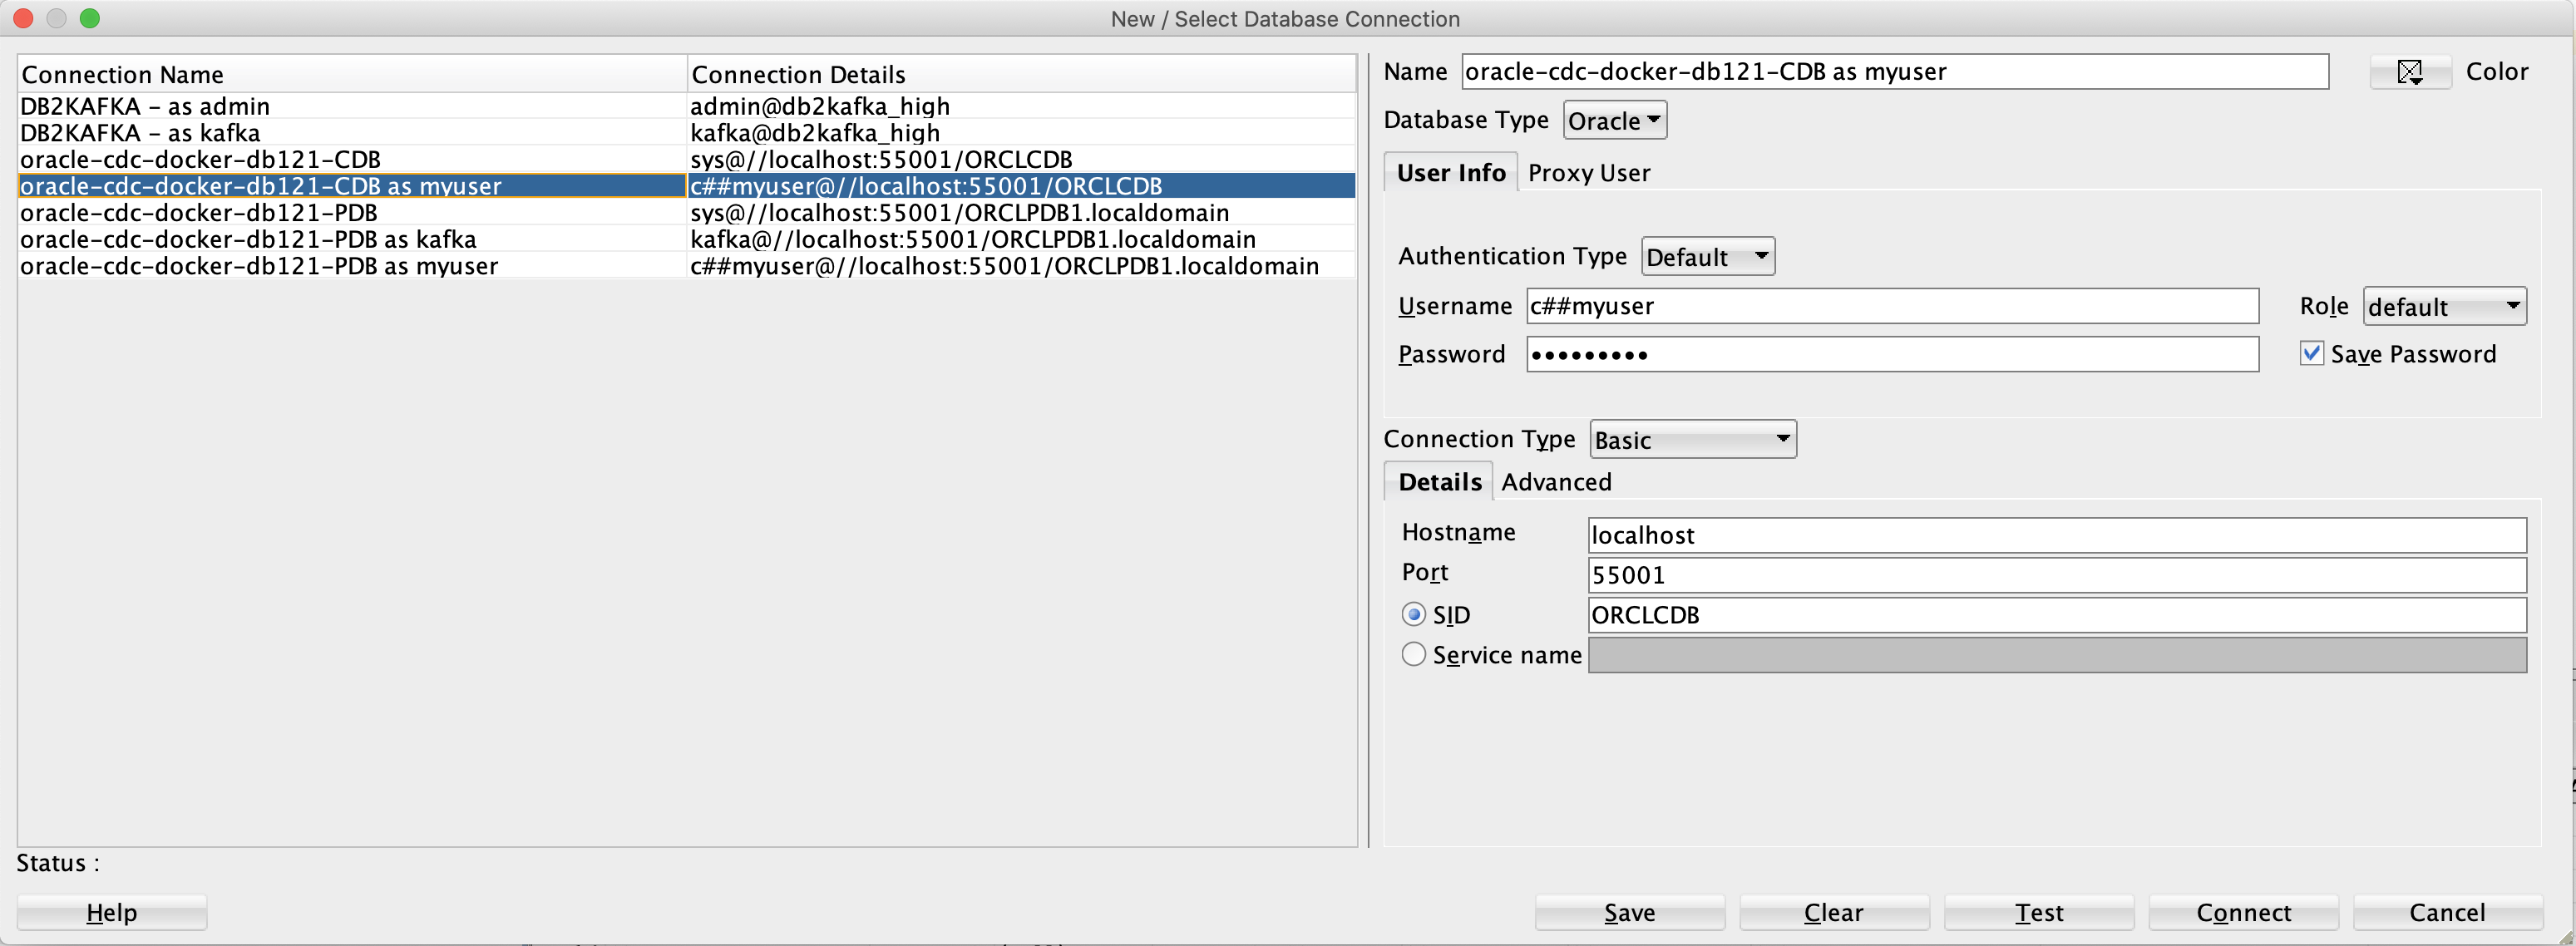 New / Select Database Connection
Connection Name Connection Details
DB2KAFKA – as admin admin@db2kafka_high
DB2KAFKA – as kafka kafka@db2kafka_high
oracle-cdc-docker-db121-CDB sys@//localhost:55001/ORCLCDB
oracle-cdc-docker-db121-CDB as myuser c##myuser@//localhost:55001/ORCLCDB
oracle-cdc-docker-db121-PDB sys@//localhost:55001/ORCLPDB1.localdomain
oracle-cdc-docker-db121-PDB as kafka kafka@//localhost:55001/ORCLPDB1.localdomain
oracle-cdc-docker-db121-PDB as myuser c##myuser@//localhost:55001/ORCLPDB1.localdomain
Name oracle-cdc-docker-db121-CDB as myuser Color
Database Type Oracle
User Info Proxy User
Authentication Type Default
Username c##myuser Role default
Password ••••••••• Save Password
Connection Type Basic
Details Advanced
Hostname localhost
Port 55001
SID ORCLCDB
Service name
Status :
Help Save Clear Test Connect Cancel